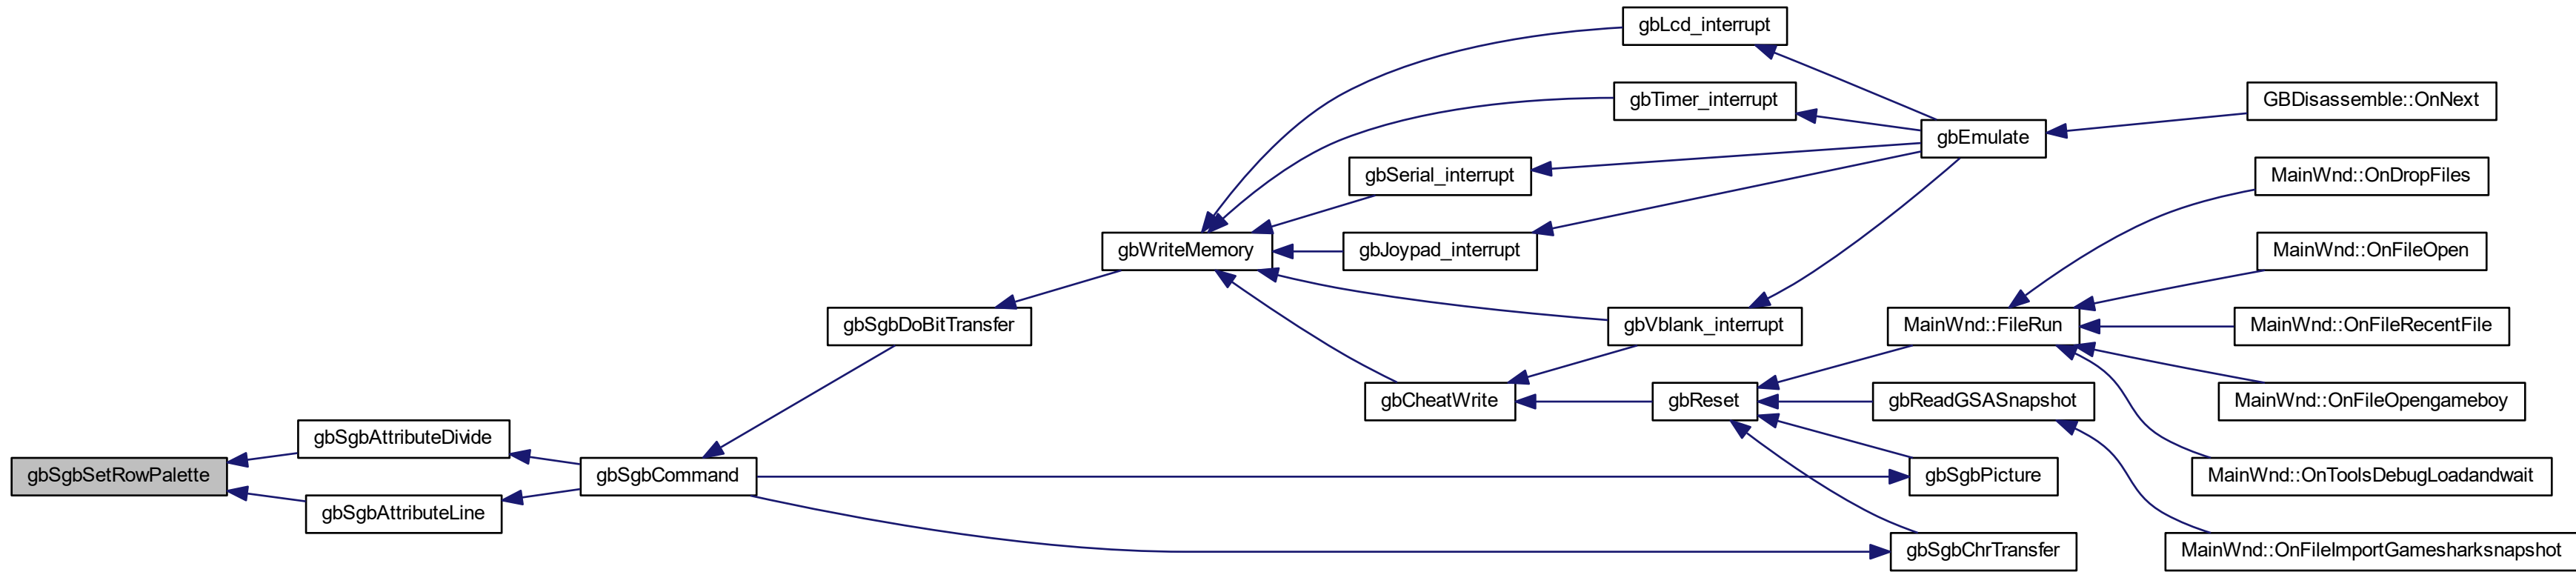 gbLcd_interrupt
gbTimer_interrupt
GBDisassemble::OnNext
gbEmulate
gbSerial_interrupt
MainWnd::OnDropFiles
gbWriteMemory
gbJoypad_interrupt
MainWnd::OnFileOpen
gbSgbDoBitTransfer
gbVblank_interrupt
MainWnd::FileRun
MainWnd::OnFileRecentFile
gbCheatWrite
gbReset
gbReadGSASnapshot
MainWnd::OnFileOpengameboy
gbSgbAttributeDivide
gbSgbSetRowPalette
gbSgbCommand
gbSgbPicture
MainWnd::OnToolsDebugLoadandwait
gbSgbAttributeLine
gbSgbChrTransfer
MainWnd::OnFileImportGamesharksnapshot